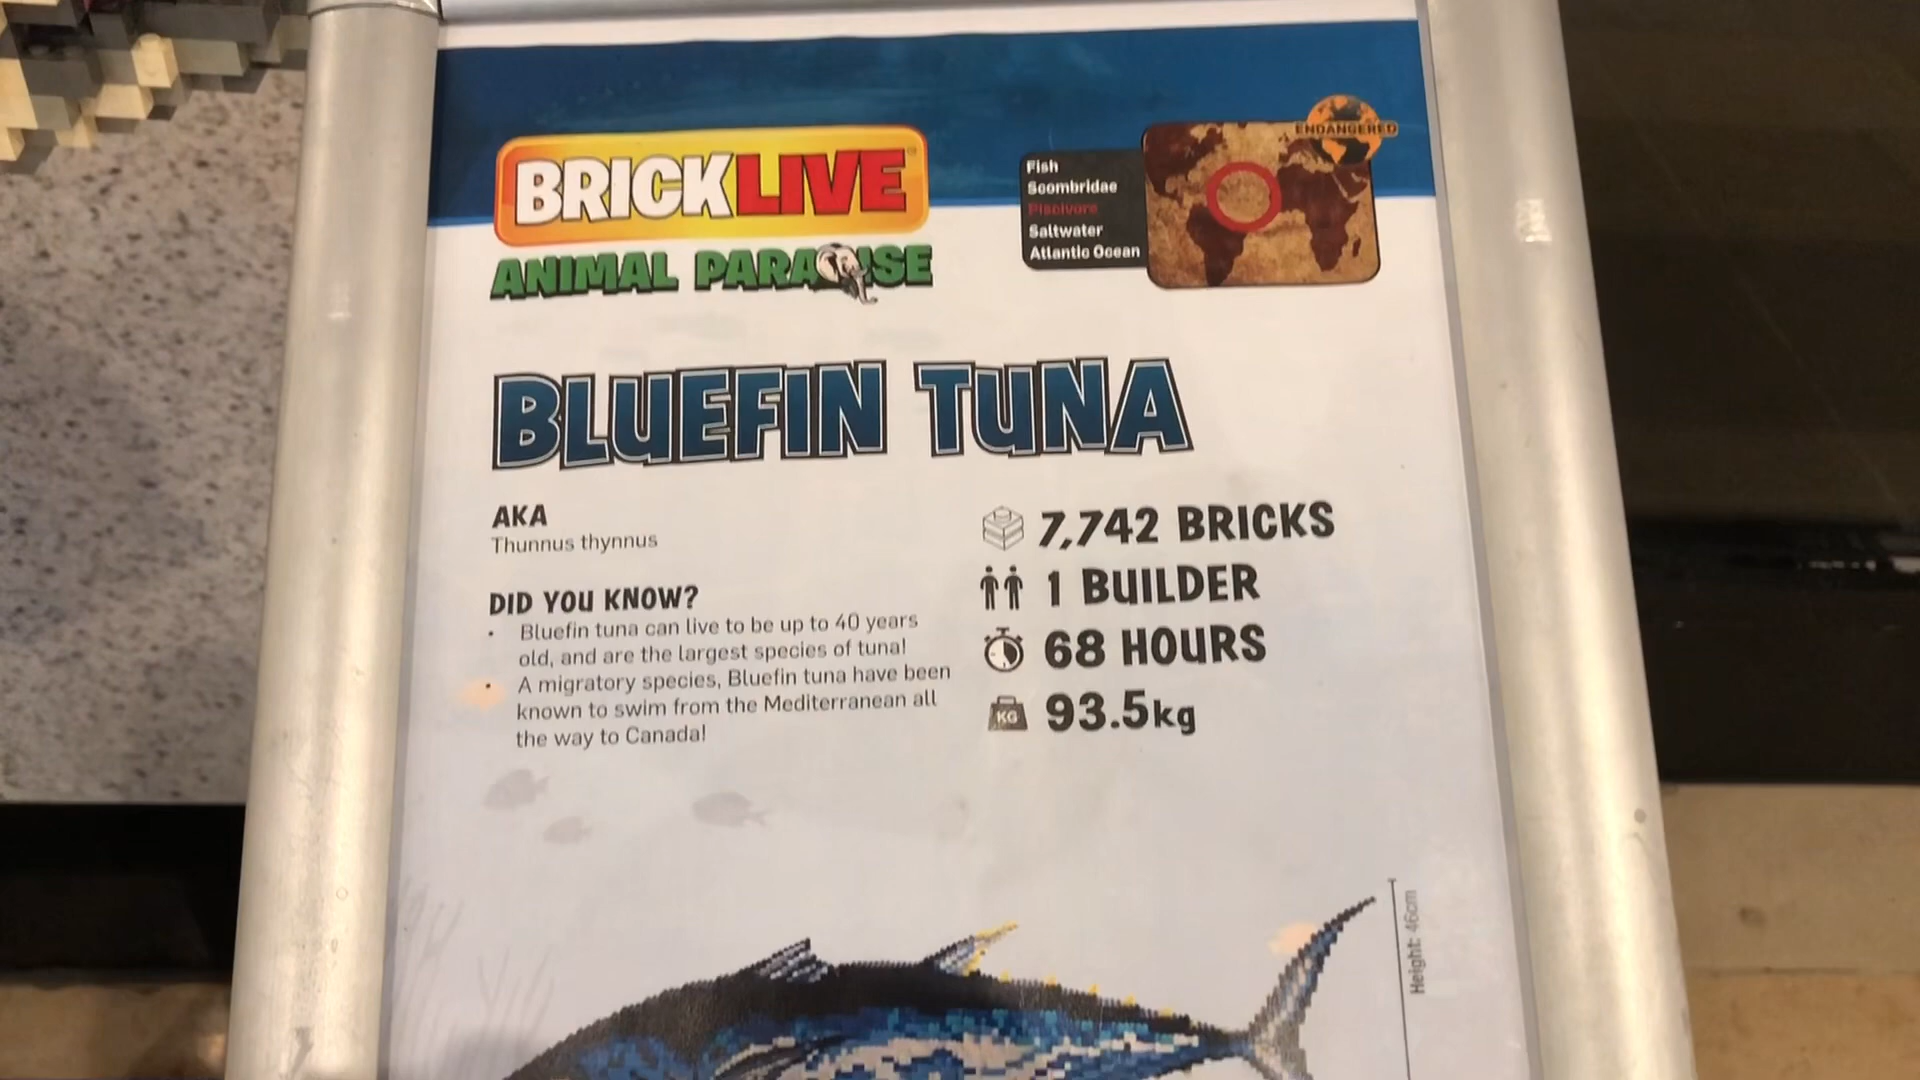 BRICKLIVE
ANIMAL PARADISE
ENDANGERED
Fish
Scombridae
Piscivore
Saltwater
Atlantic Ocean
BLUEFIN TUNA
AKA
Thunnus thynnus
DID YOU KNOW?
• Bluefin tuna can live to be up to 40 years
old, and are the largest species of tuna!
• A migratory species, Bluefin tuna have been
known to swim from the Mediterranean all
the way to Canada!
7,742 BRICKS
1 BUILDER
68 HOURS
KG 93.5kg
Height: 46cm